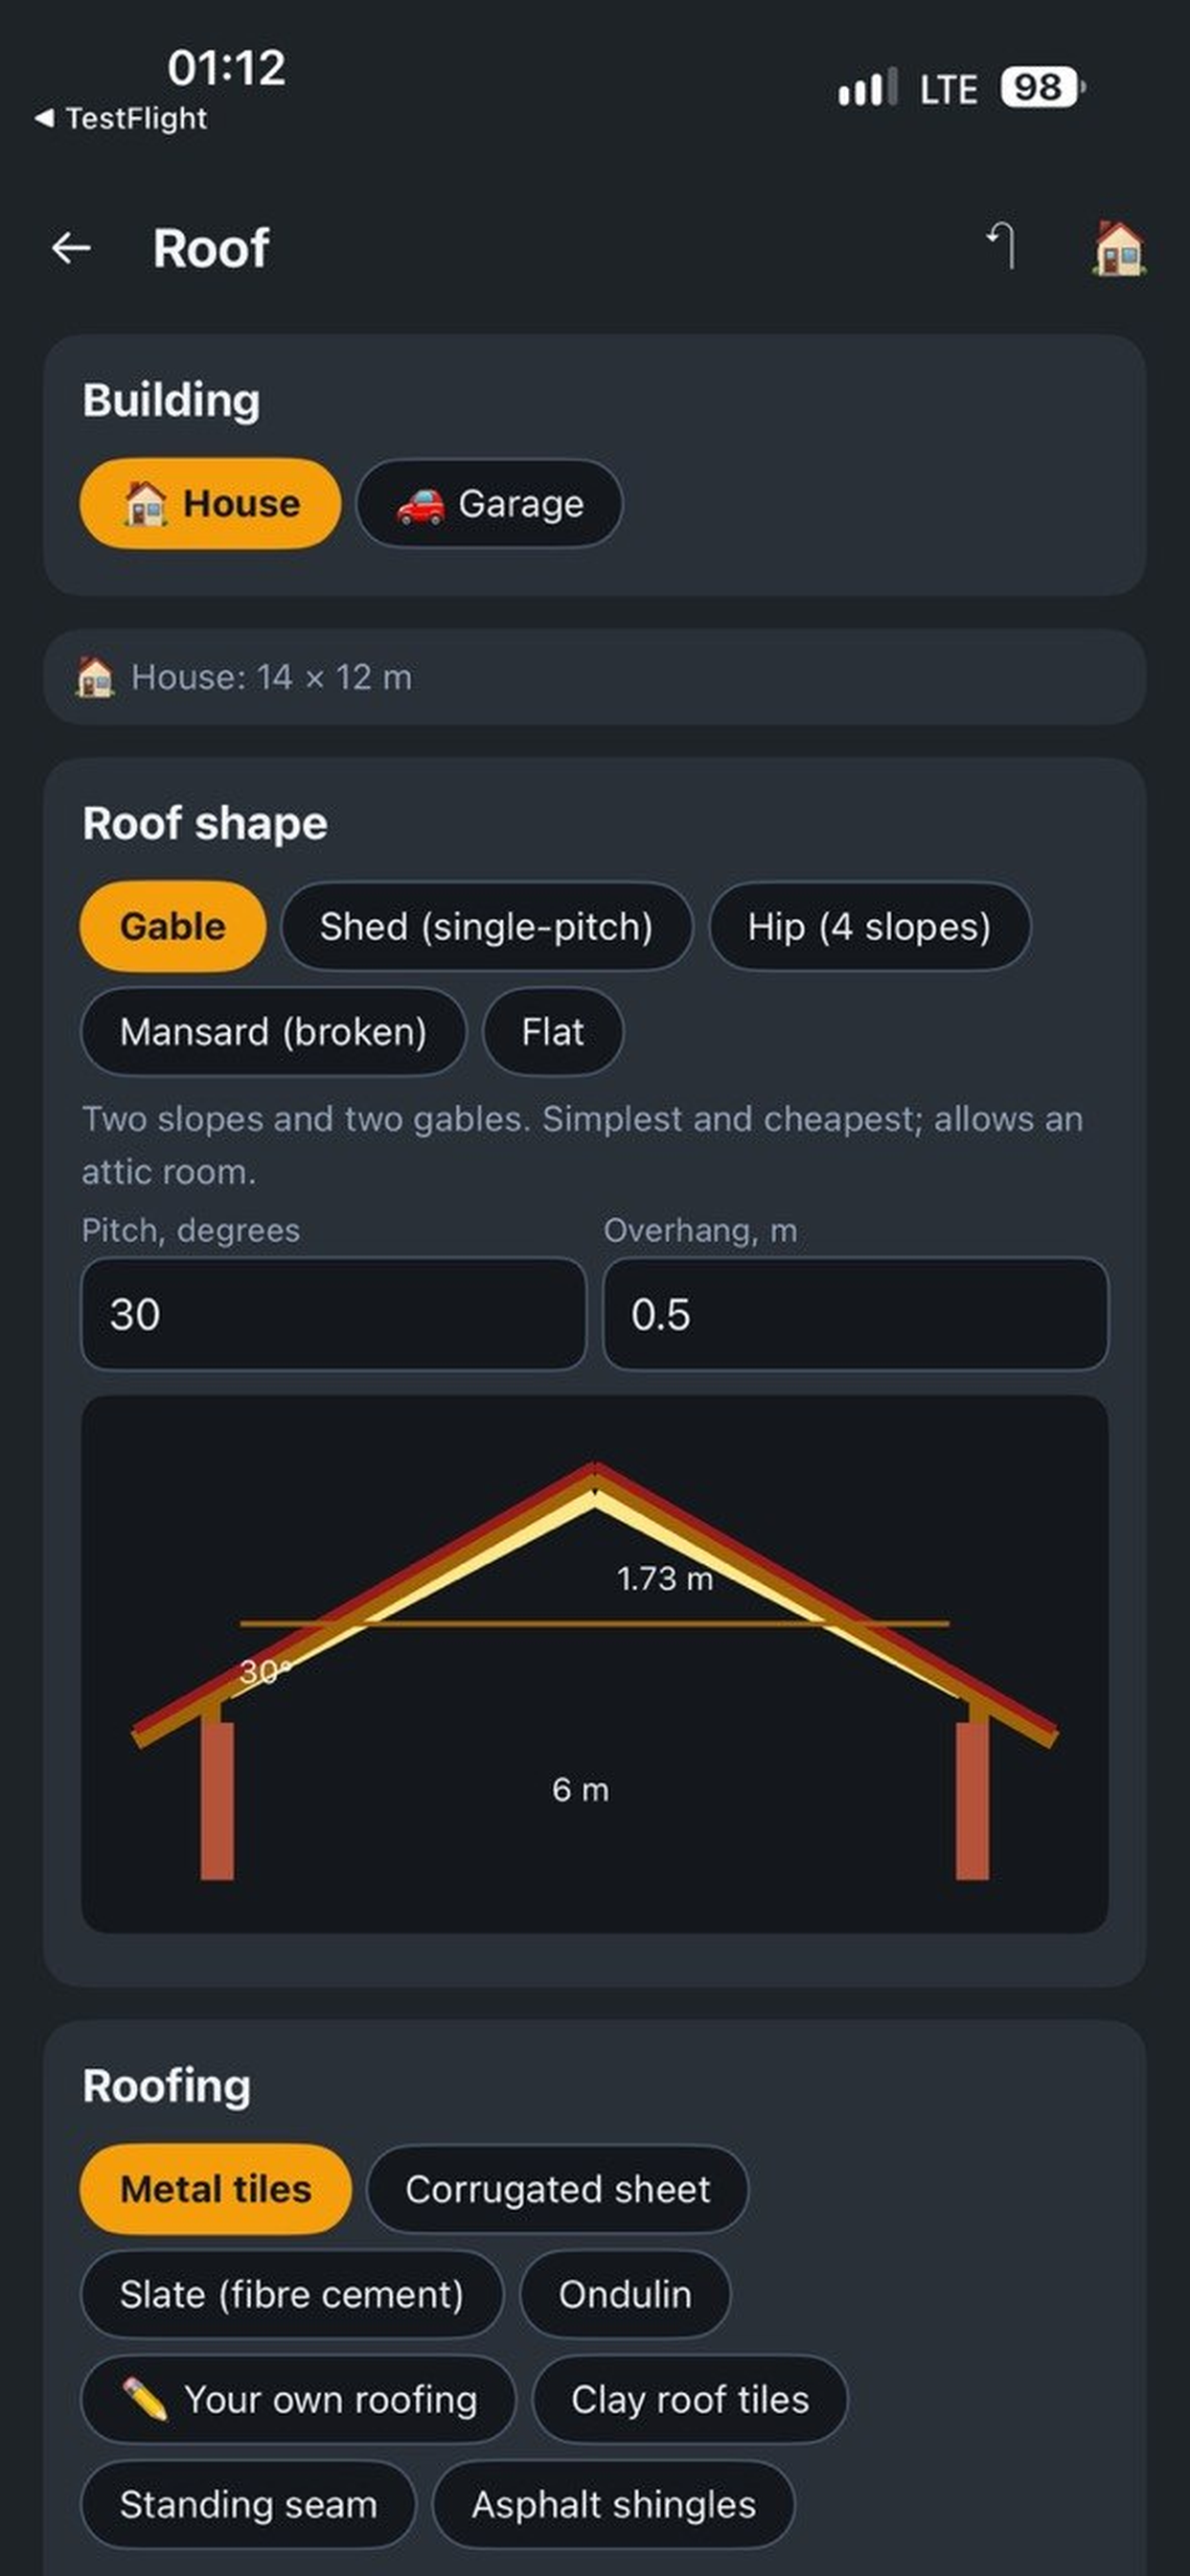 01:12
LTE 98
◀ TestFlight
← Roof
Building
House
Garage
House: 14 × 12 m
Roof shape
Gable
Shed (single-pitch)
Hip (4 slopes)
Mansard (broken)
Flat
Two slopes and two gables. Simplest and cheapest; allows an
attic room.
Pitch, degrees
Overhang, m
30
0.5
1.73 m
30°
6 m
Roofing
Metal tiles
Corrugated sheet
Slate (fibre cement)
Ondulin
Your own roofing
Clay roof tiles
Standing seam
Asphalt shingles